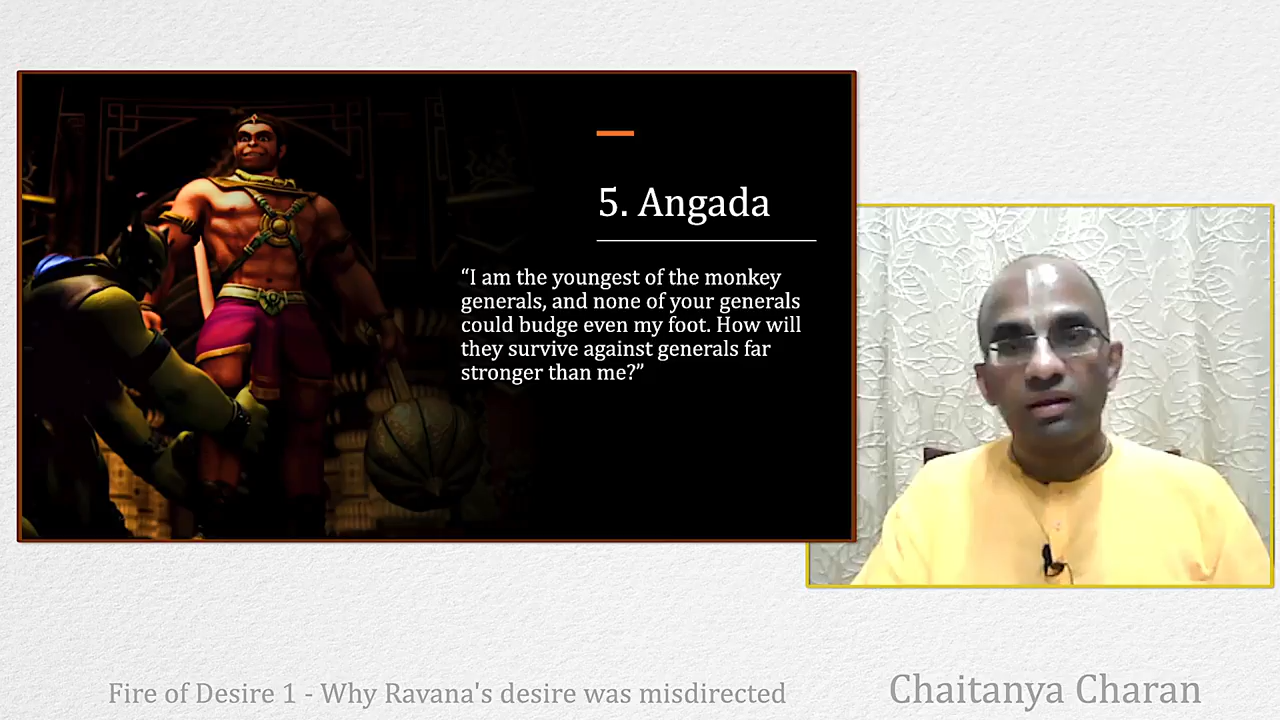 5. Angada
“I am the youngest of the monkey
generals, and none of your generals
could budge even my foot. How will
they survive against generals far
stronger than me?”
Fire of Desire 1 - Why Ravana's desire was misdirected
Chaitanya Charan